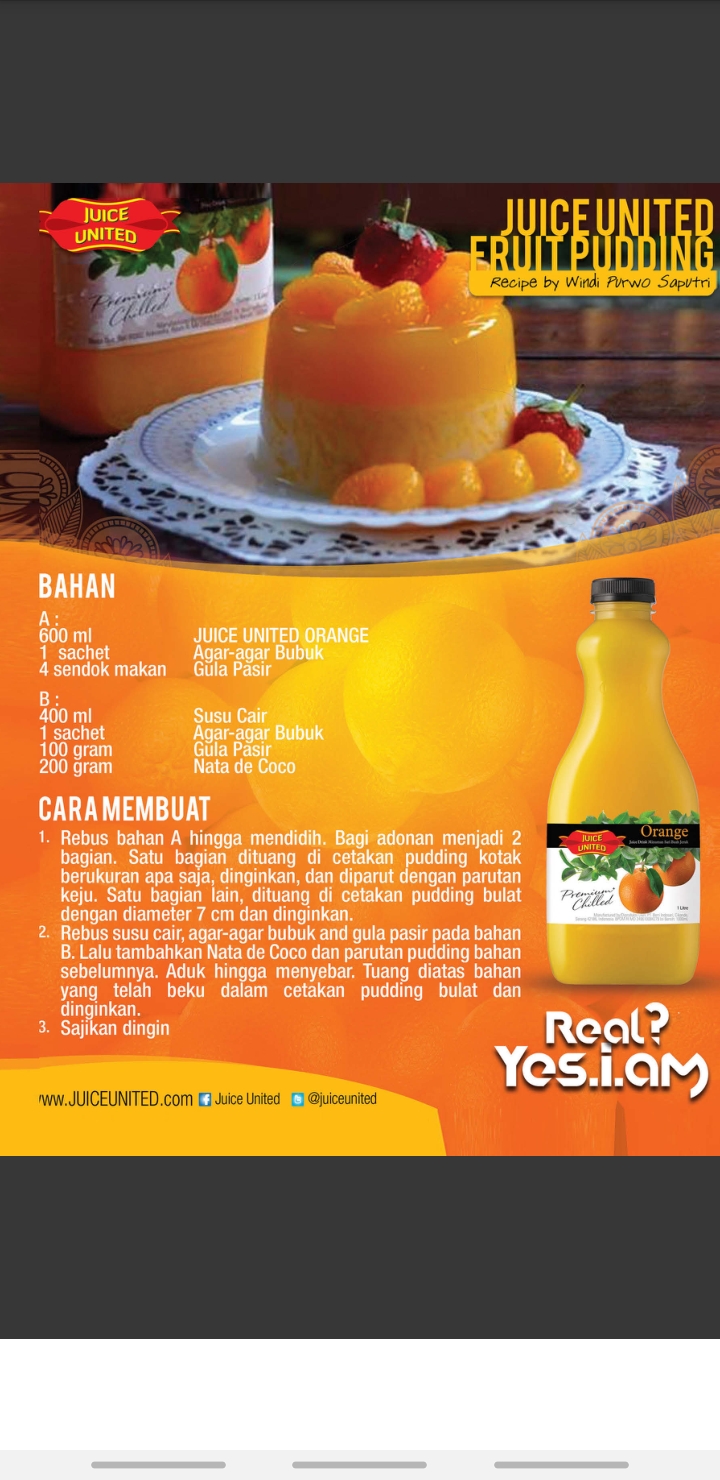 JUICE
UNITED
Premium
Chilled
JUICE UNITED
FRUIT PUDDING
Recipe by Windi Purwo Saputri
BAHAN
A :
600 ml JUICE UNITED ORANGE
1 sachet Agar-agar Bubuk
4 sendok makan Gula Pasir
B :
400 ml Susu Cair
1 sachet Agar-agar Bubuk
100 gram Gula Pasir
200 gram Nata de Coco
CARA MEMBUAT
1. Rebus bahan A hingga mendidih. Bagi adonan menjadi 2
bagian. Satu bagian dituang di cetakan pudding kotak
berukuran apa saja, dinginkan, dan diparut dengan parutan
keju. Satu bagian lain, dituang di cetakan pudding bulat
dengan diameter 7 cm dan dinginkan.
2. Rebus susu cair, agar-agar bubuk and gula pasir pada bahan
B. Lalu tambahkan Nata de Coco dan parutan pudding bahan
sebelumnya. Aduk hingga menyebar. Tuang diatas bahan
yang telah beku dalam cetakan pudding bulat dan
dinginkan.
3. Sajikan dingin
Orange
JUICE
UNITED
Premium
Chilled
1 Litre
Real?
Yes.i.am
ww.JUICEUNITED.com Juice United @juiceunited